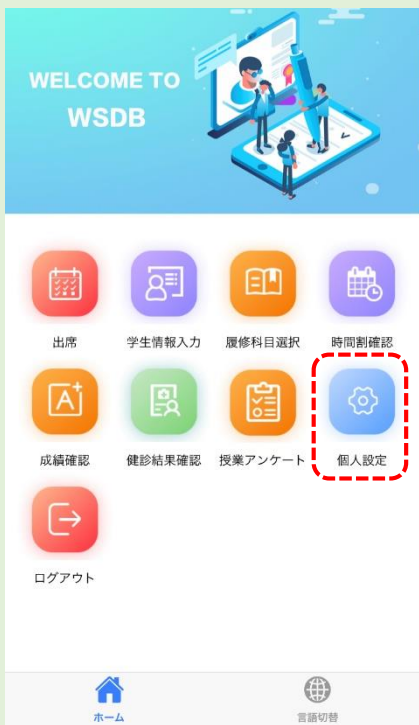 WELCOME TO
WSDB
出席
学生情報入力
履修科目選択
時間割確認
成績確認
健診結果確認
授業アンケート
個人設定
ログアウト
ホーム
言語切替